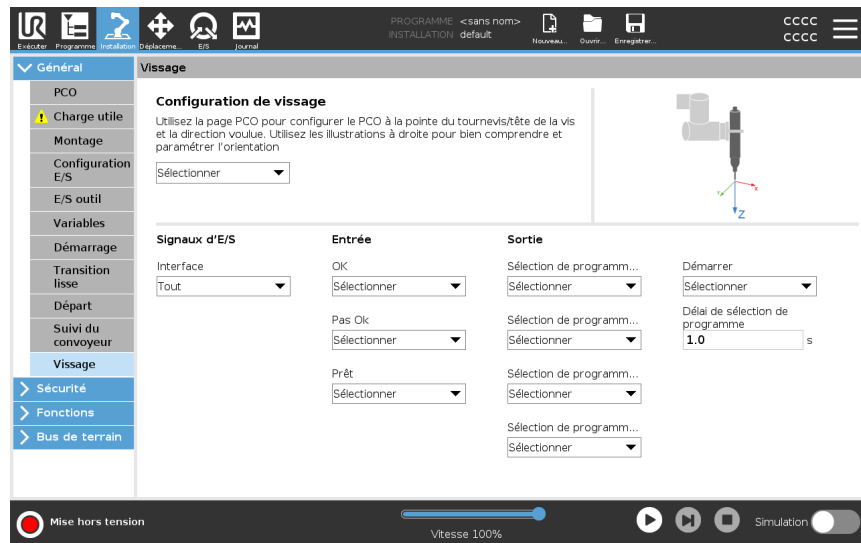 PROGRAMME <sans nom>
INSTALLATION default
cccc
cccc
Exécuter Programme Installation Déplaceme... E/S Journal Nouveau... Ouvrir... Enregistrer...
Général
PCO
Charge utile
Montage
Configuration
E/S
E/S outil
Variables
Démarrage
Transition
lisse
Départ
Suivi du
convoyeur
Vissage
Sécurité
Fonctions
Bus de terrain
Vissage
Configuration de vissage
Utilisez la page PCO pour configurer le PCO à la pointe du tournevis/tête de la vis
et la direction voulue. Utilisez les illustrations à droite pour bien comprendre et
paramétrer l'orientation
Sélectionner
Y X
Z
Signaux d'E/S
Interface
Tout
Entrée
OK
Sélectionner
Pas Ok
Sélectionner
Prêt
Sélectionner
Sortie
Sélection de programm...
Sélectionner
Sélection de programm...
Sélectionner
Sélection de programm...
Sélectionner
Sélection de programm...
Sélectionner
Démarrer
Sélectionner
Délai de sélection de
programme
1.0 s
Mise hors tension
Vitesse 100%
Simulation